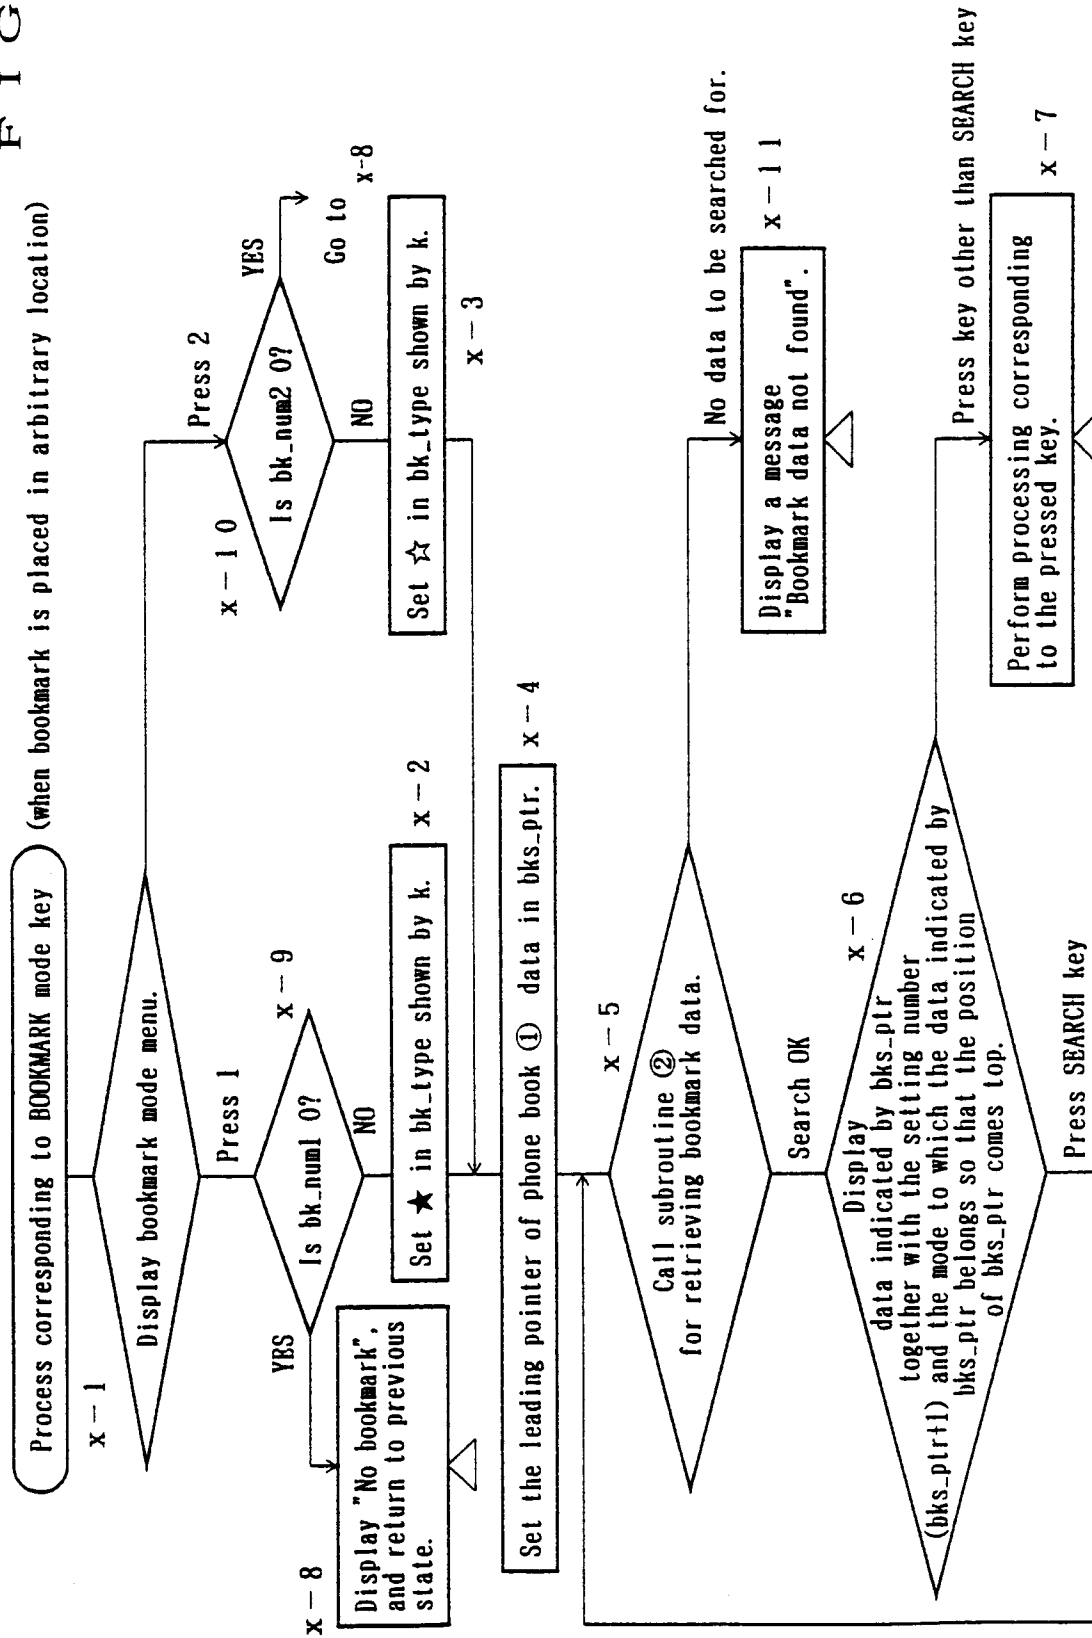 F I G
Process corresponding to BOOKMARK mode key
(when bookmark is placed in arbitrary location)
x-1
Display bookmark mode menu.
Press 1
Press 2
x-9
Is bk_num1 0?
YES
NO
x-10
Is bk_num2 0?
YES
NO
Go to
x-8
x-8
Display "No bookmark",
and return to previous
state.
Set ★ in bk_type shown by k.
x-2
Set ☆ in bk_type shown by k.
x-3
Set the leading pointer of phone book ① data in bks_ptr.
x-4
x-5
Call subroutine ②
for retrieving bookmark data.
No data to be searched for.
Display a message
"Bookmark data not found".
x-11
Search OK
x-6
Display
data indicated by bks_ptr
together with the setting number
(bks_ptr+1) and the mode to which the data indicated by
bks_ptr belongs so that the position
of bks_ptr comes top.
Press key other than SEARCH key
Perform processing corresponding
to the pressed key.
x-7
Press SEARCH key